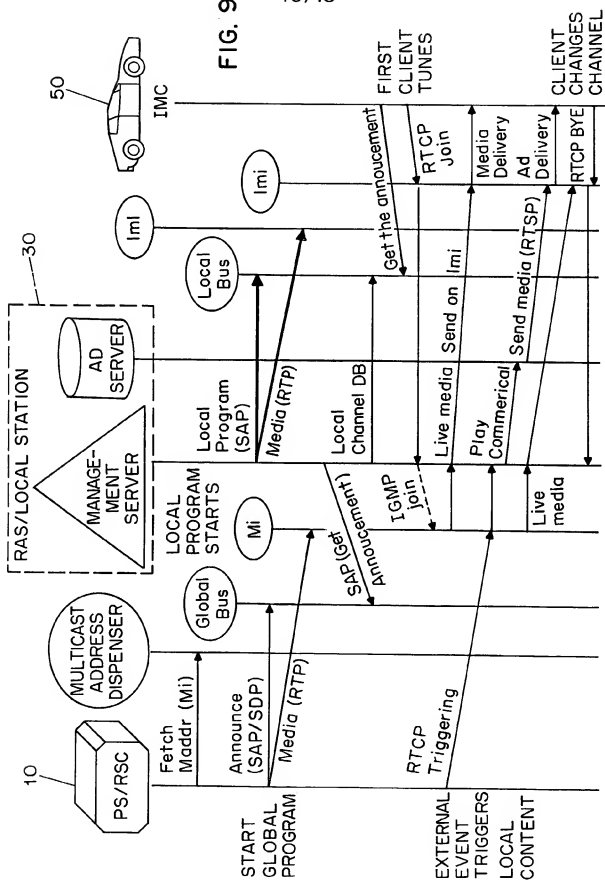 FIG. 9
30
10
50
RAS/LOCAL STATION
PS/RSC
MULTICAST
ADDRESS
DISPENSER
MANAGE-
MENT
SERVER
AD
SERVER
IMC
Global
Bus
Mi
Local
Bus
Iml
Imi
START
GLOBAL
PROGRAM
Fetch
Maddr (Mi)
Announce
(SAP/SDP)
Media (RTP)
LOCAL
PROGRAM
STARTS
Local
Program
(SAP)
Media (RTP)
SAP (Get
Annoucement)
Local
Channel DB
Get the annoucement
FIRST
CLIENT
TUNES
RTCP
Join
IGMP
join
Live media
Send on Imi
Media
Delivery
EXTERNAL
EVENT
TRIGGERS
LOCAL
CONTENT
RTCP
Triggering
Play
Commerical
Send media (RTSP)
Ad
Delivery
Live
media
CLIENT
CHANGES
CHANNEL
RTCP BYE